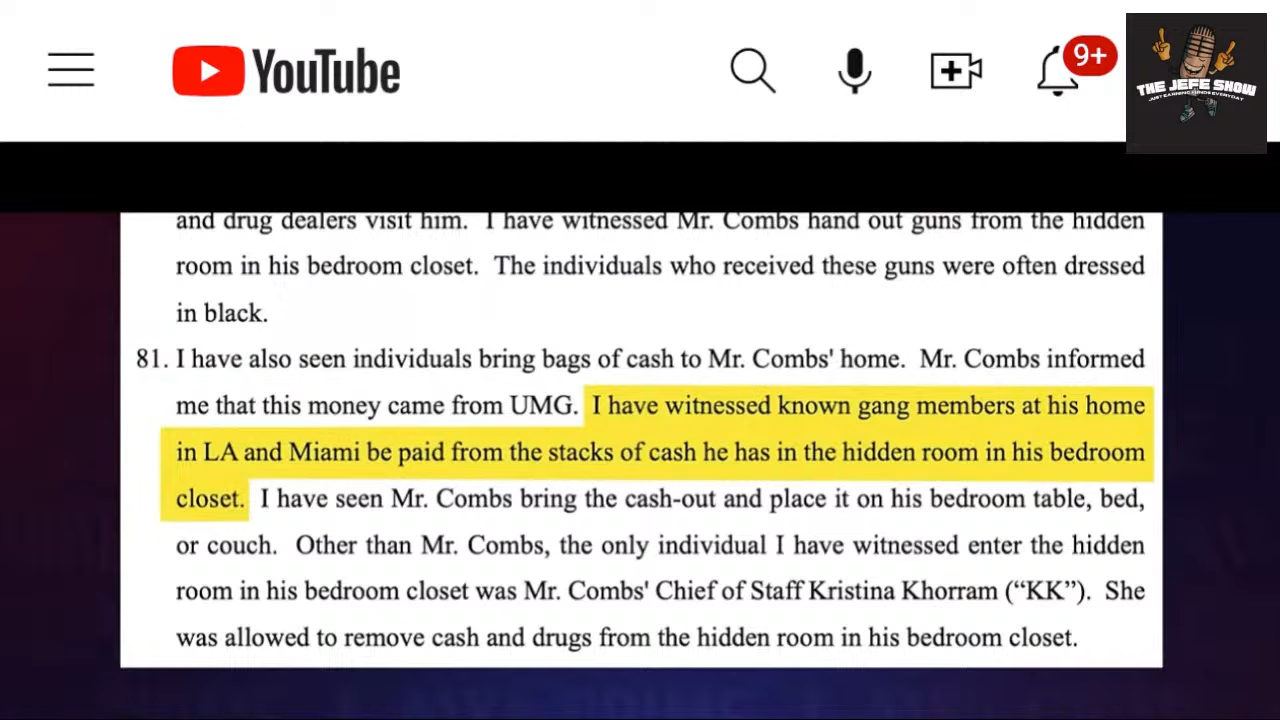 YouTube
9+
THE JEFE SHOW
JUST EARNING FUNDS EVERYDAY
and drug dealers visit him. I have witnessed Mr. Combs hand out guns from the hidden
room in his bedroom closet. The individuals who received these guns were often dressed
in black.
81. I have also seen individuals bring bags of cash to Mr. Combs' home. Mr. Combs informed
me that this money came from UMG. I have witnessed known gang members at his home
in LA and Miami be paid from the stacks of cash he has in the hidden room in his bedroom
closet. I have seen Mr. Combs bring the cash-out and place it on his bedroom table, bed,
or couch. Other than Mr. Combs, the only individual I have witnessed enter the hidden
room in his bedroom closet was Mr. Combs' Chief of Staff Kristina Khorram (“KK”). She
was allowed to remove cash and drugs from the hidden room in his bedroom closet.